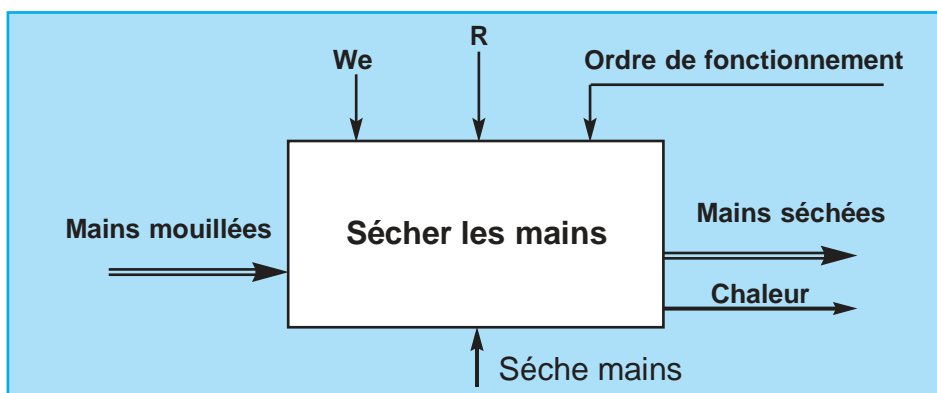 R
We
Ordre de fonctionnement
Mains mouillées
Sécher les mains
Mains séchées
Chaleur
Séche mains